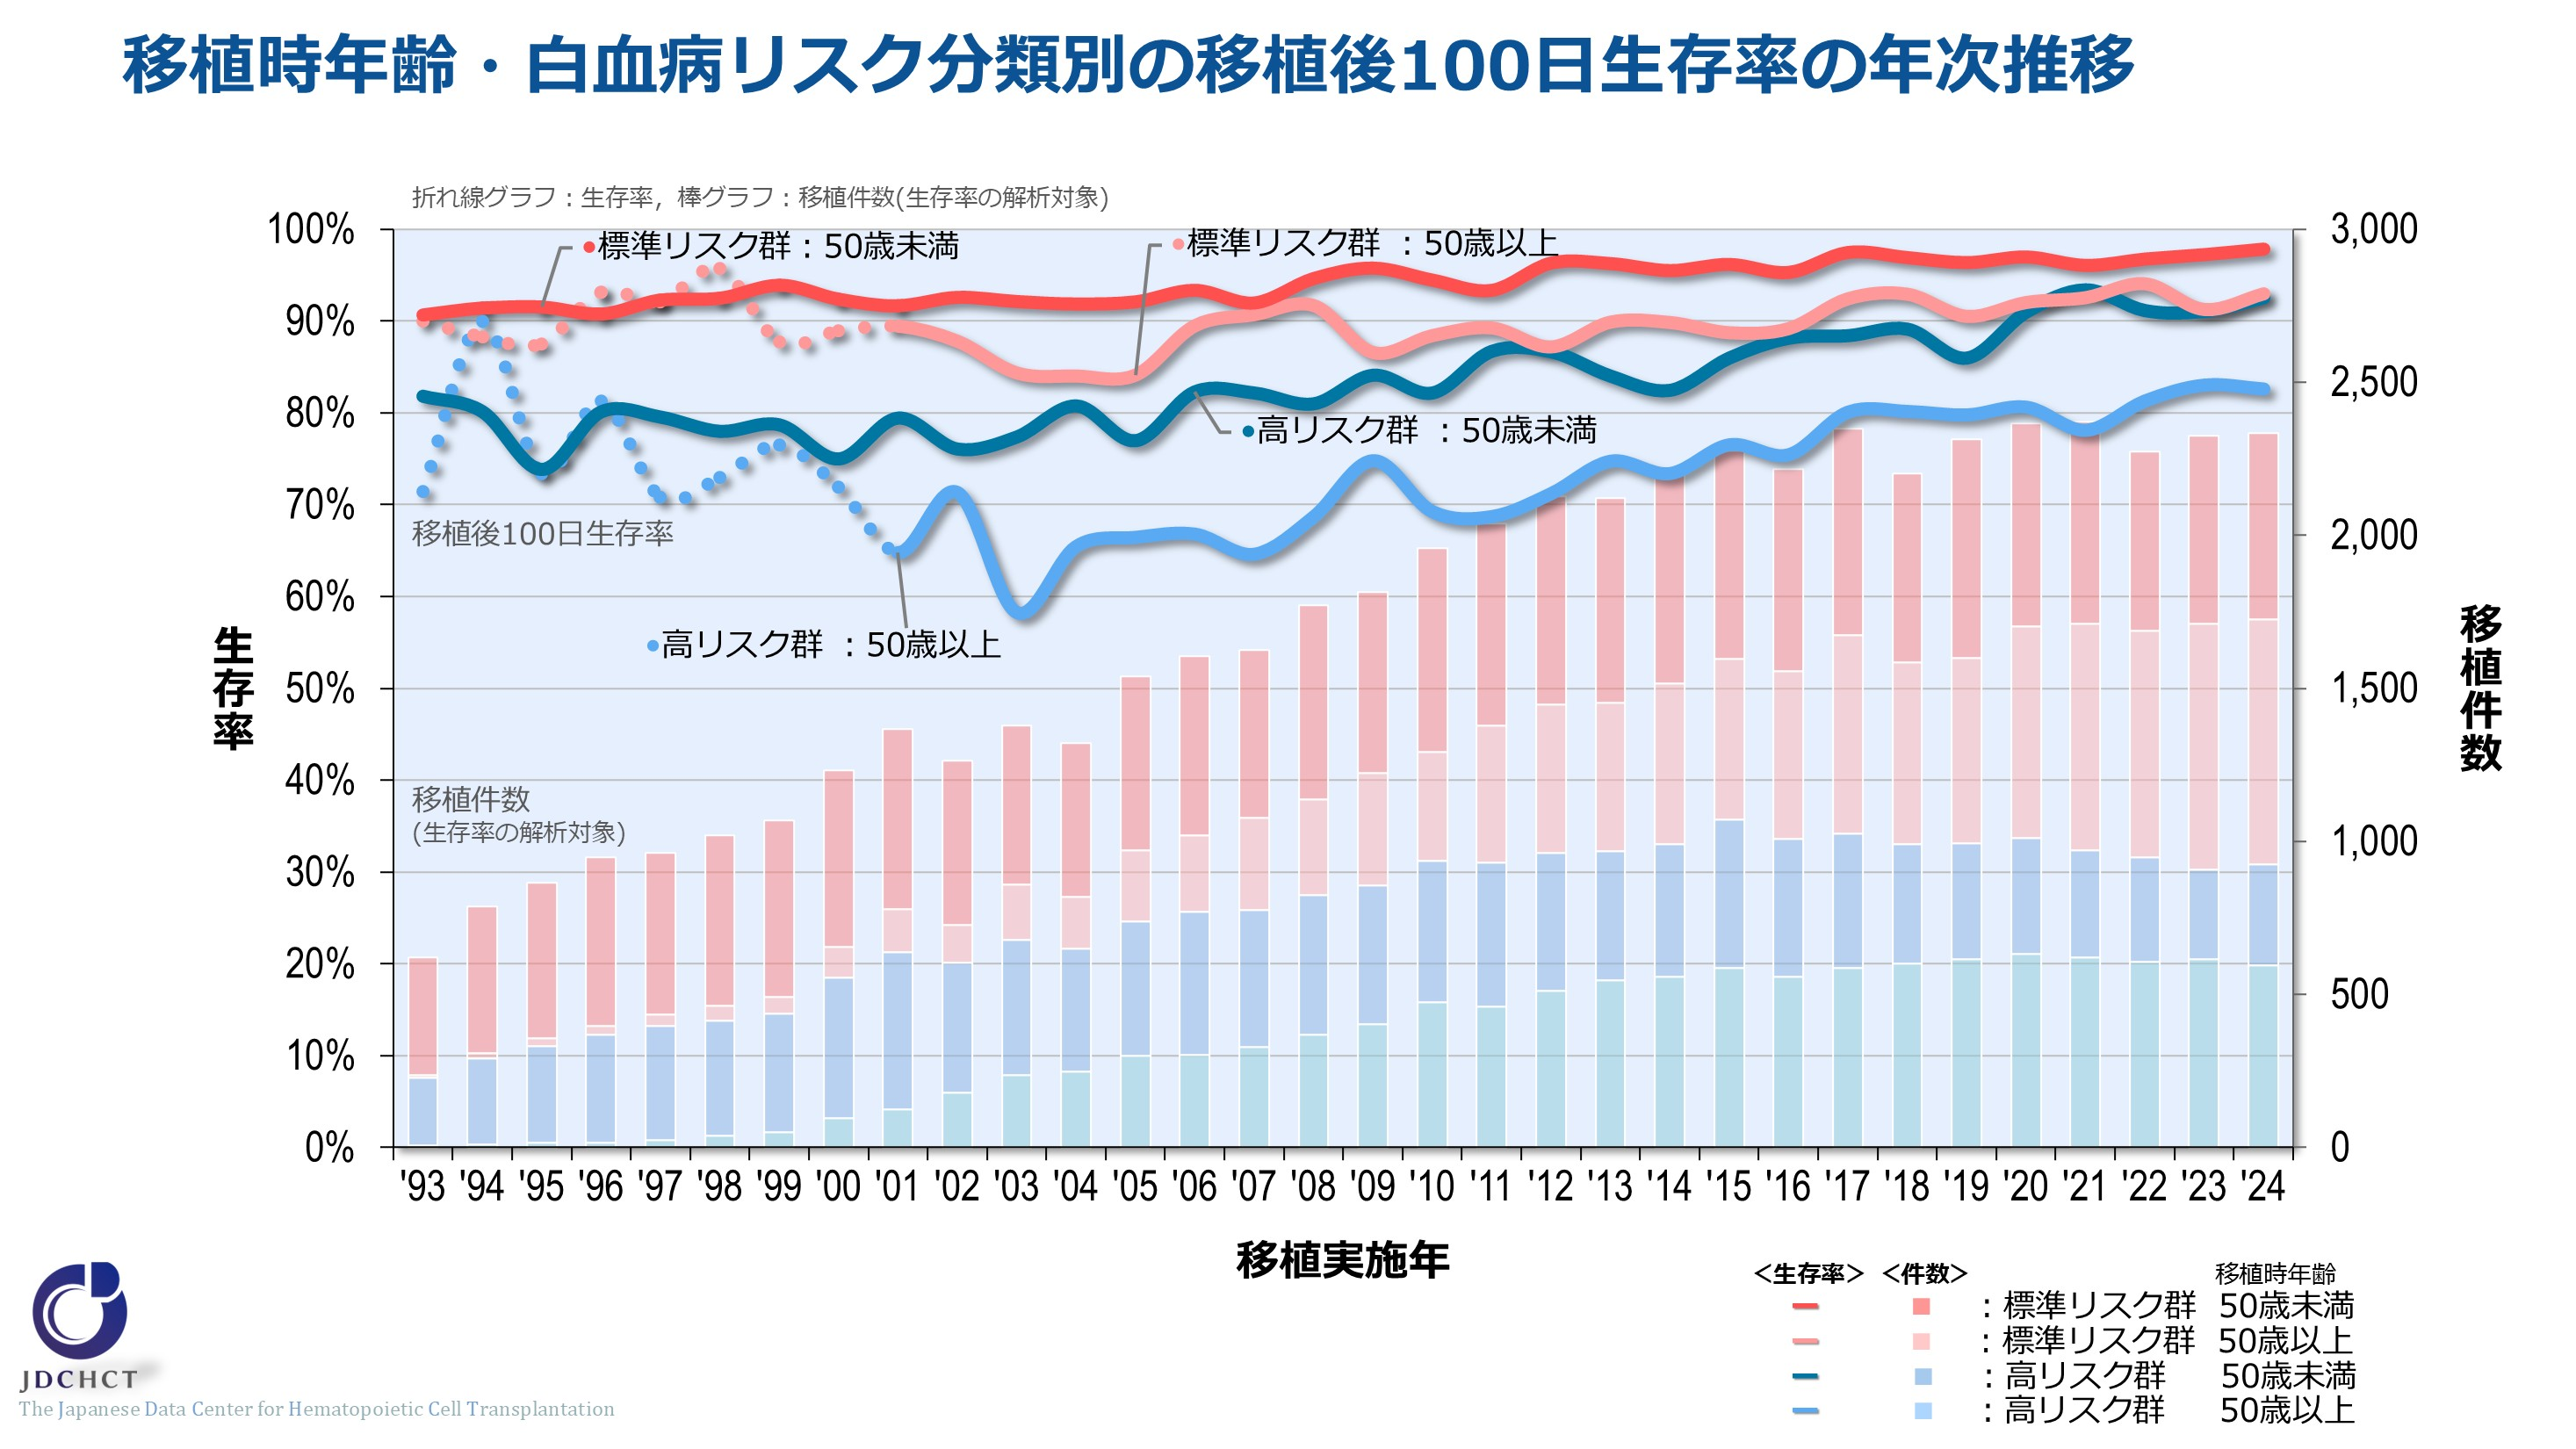 移植時年齢・白血病リスク分類別の移植後100日生存率の年次推移
折れ線グラフ：生存率，棒グラフ：移植件数(生存率の解析対象)
100%
90%
80%
70%
60%
50%
40%
30%
20%
10%
0%
生存率
標準リスク群：50歳未満
標準リスク群 ：50歳以上
高リスク群 ：50歳未満
移植後100日生存率
高リスク群 ：50歳以上
移植件数
(生存率の解析対象)
3,000
2,500
2,000
1,500
1,000
500
0
移植件数
'93 '94 '95 '96 '97 '98 '99 '00 '01 '02 '03 '04 '05 '06 '07 '08 '09 '10 '11 '12 '13 '14 '15 '16 '17 '18 '19 '20 '21 '22 '23 '24
移植実施年
＜生存率＞ ＜件数＞ 移植時年齢
：標準リスク群 50歳未満
：標準リスク群 50歳以上
：高リスク群 50歳未満
：高リスク群 50歳以上
JDCHCT
The Japanese Data Center for Hematopoietic Cell Transplantation